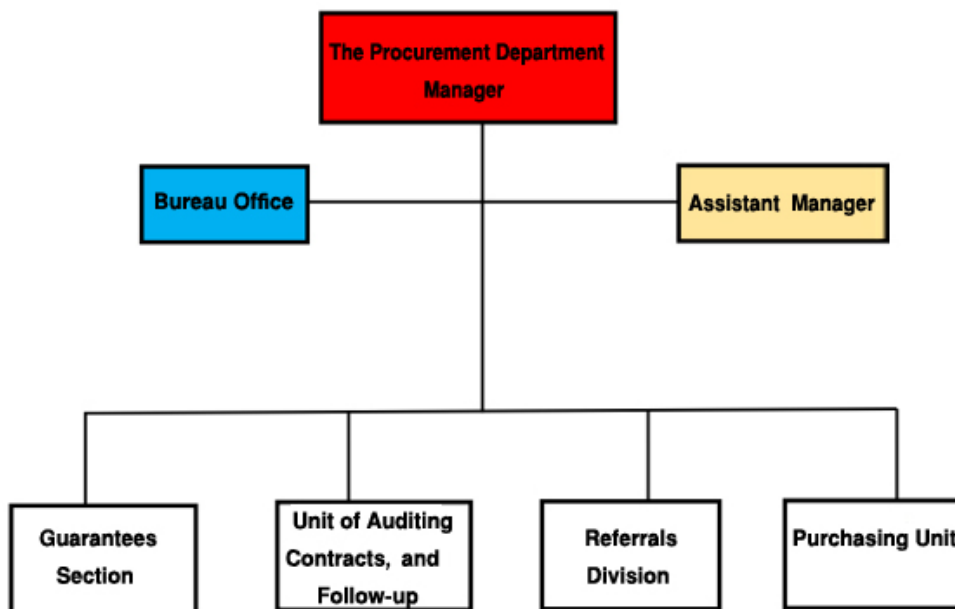 The Procurement Department
Manager
Bureau Office
Assistant Manager
Guarantees
Section
Unit of Auditing
Contracts, and
Follow-up
Referrals
Division
Purchasing Unit